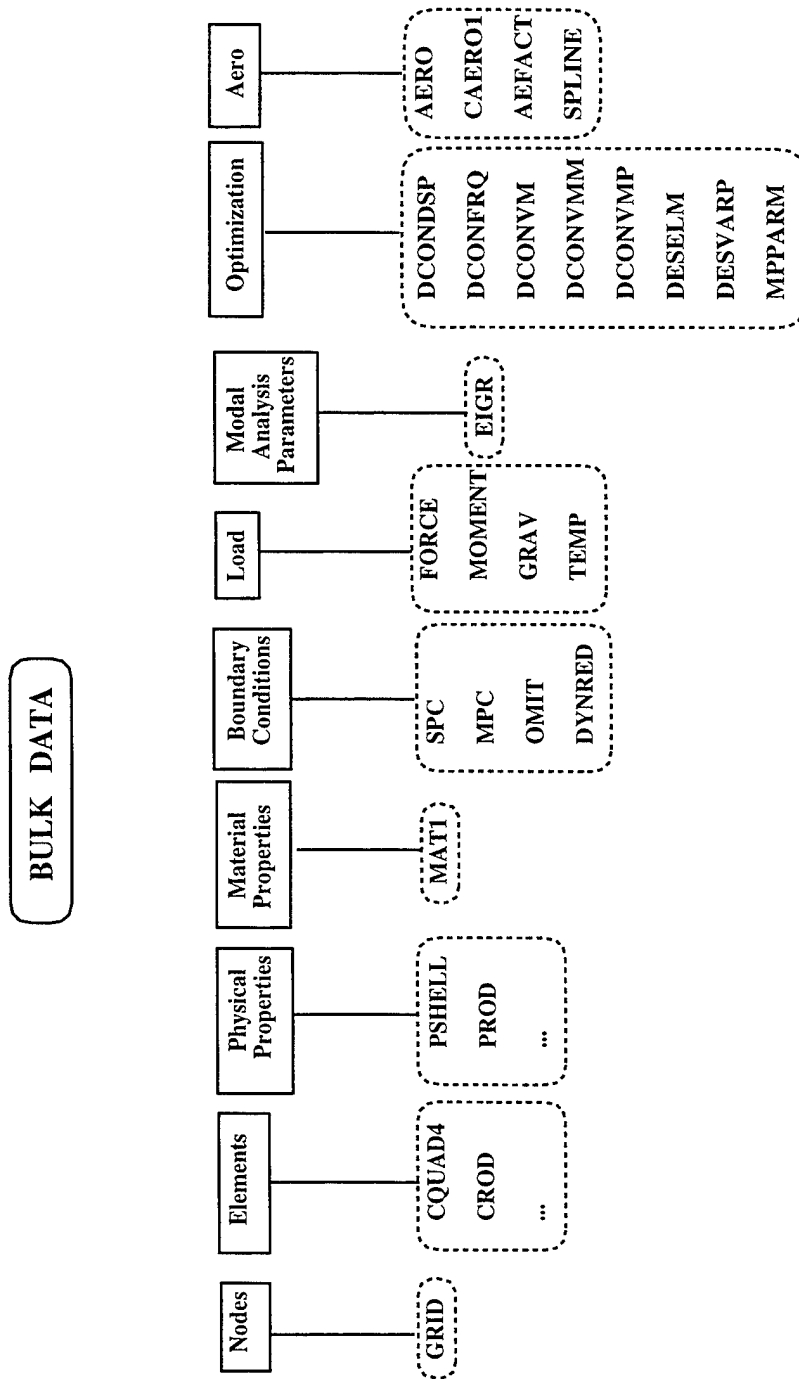 BULK DATA
Nodes
GRID
Elements
CQUAD4
CROD
...
Physical
Properties
PSHELL
PROD
...
Material
Properties
MAT1
Boundary
Conditions
SPC
MPC
OMIT
DYNRED
Load
FORCE
MOMENT
GRAV
TEMP
Modal
Analysis
Parameters
EIGR
Optimization
DCONDSP
DCONFRQ
DCONVM
DCONVMM
DCONVMP
DESELM
DESVARP
MPPARM
Aero
AERO
CAERO1
AEFACT
SPLINE